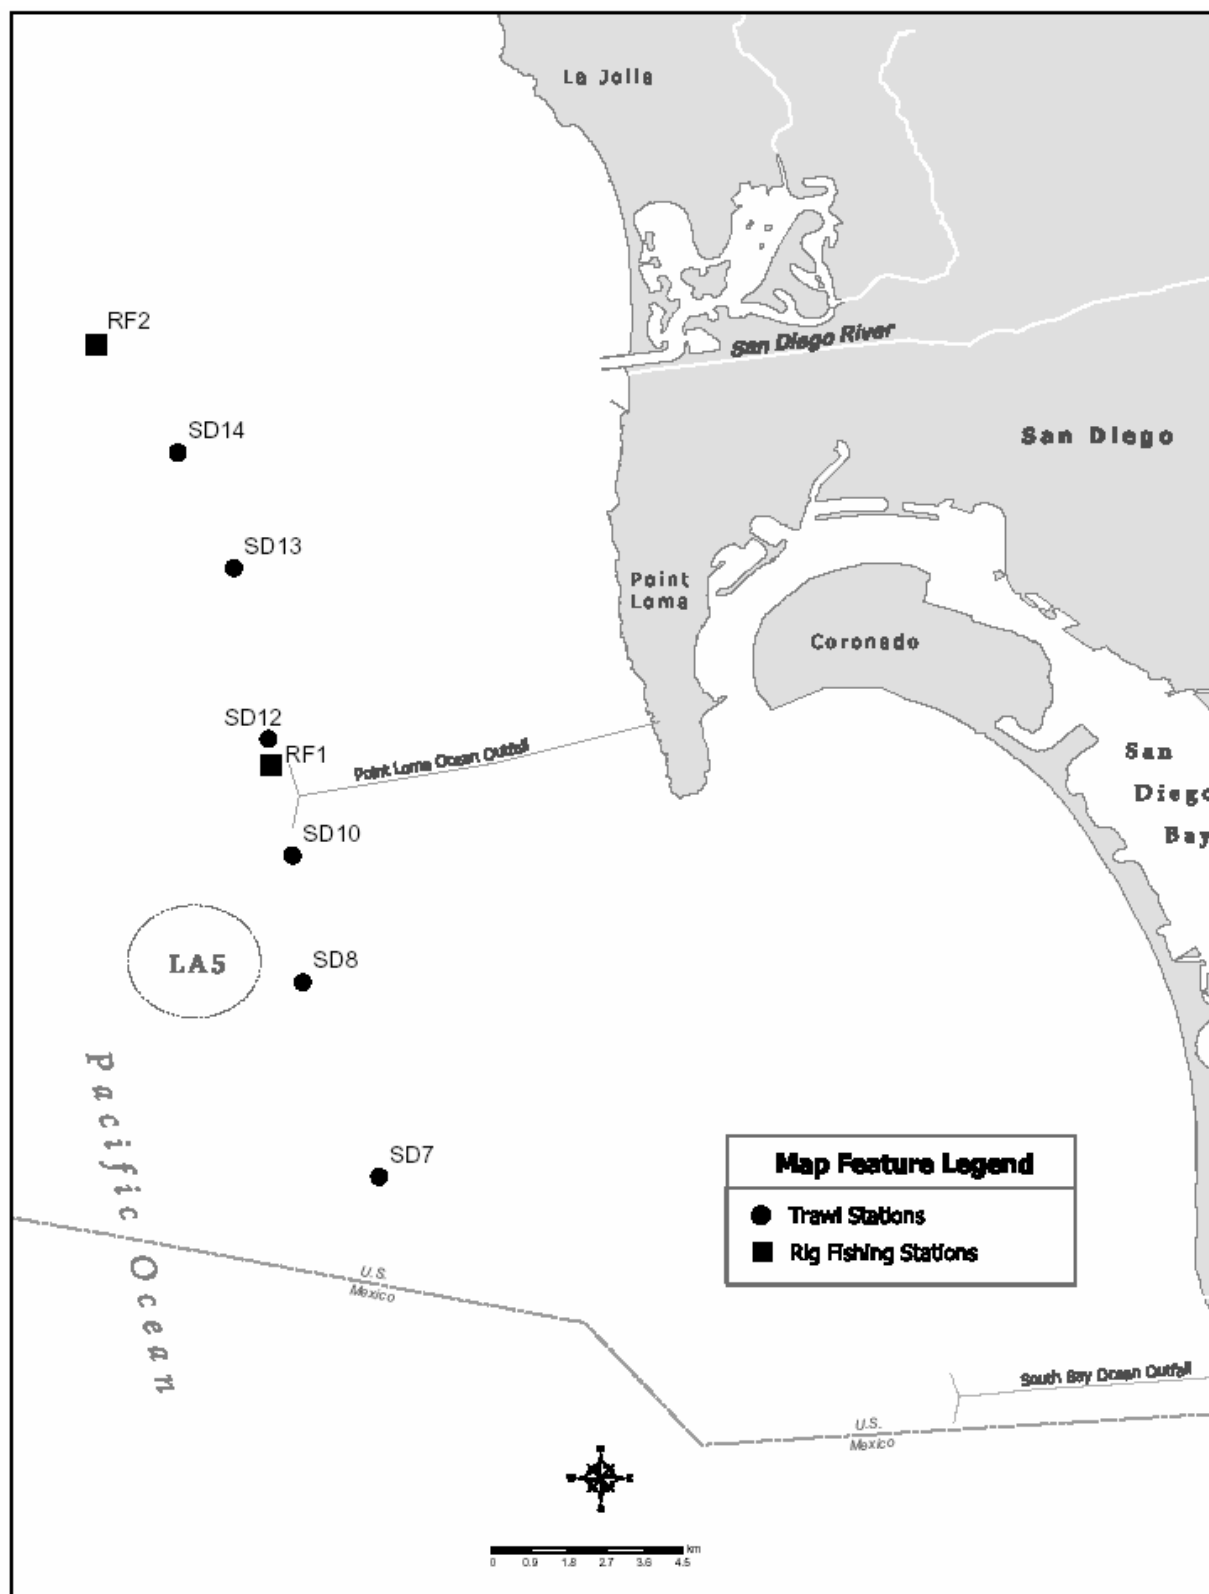 La Jolla
RF2
San Diego River
SD14
San Diego
SD13
Point
Loma
Coronado
SD12
RF1
Point Loma Ocean Outfall
San
Diego
Bay
SD10
LA5
SD8
Pacific Ocean
SD7
Map Feature Legend
Trawl Stations
Rig Fishing Stations
U.S.
Mexico
South Bay Ocean Outfall
U.S.
Mexico
km
0 0.9 1.8 2.7 3.6 4.5